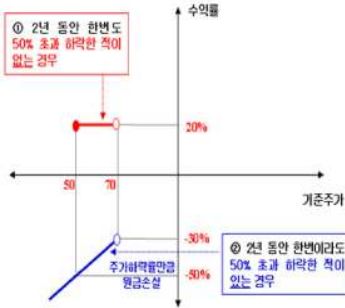 수익률
① 2년 동안 한번도
50% 초과 하락한 적이
없는 경우
20%
50
70
기준주가
-30%
② 2년 동안 한번이라도
50% 초과 하락한 적이
있는 경우
주가하락률만큼
원금손실
-50%